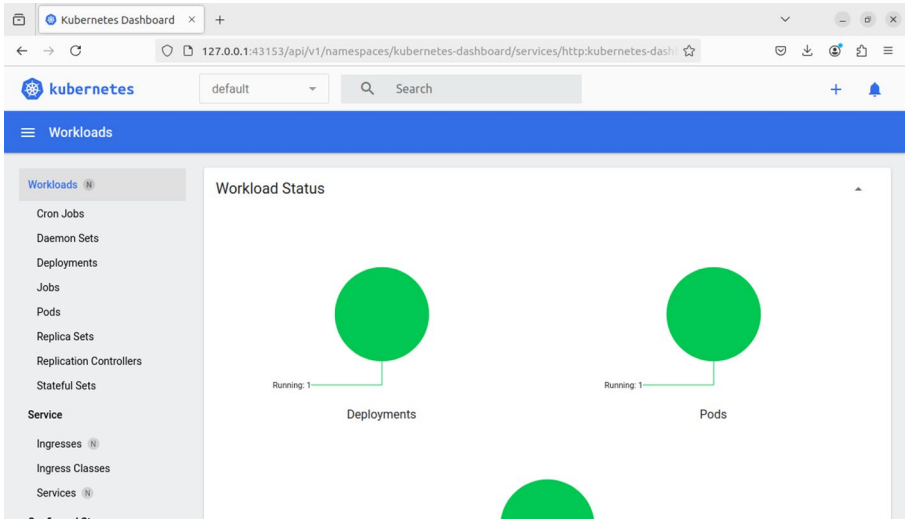 Kubernetes Dashboard
127.0.0.1:43153/api/v1/namespaces/kubernetes-dashboard/services/http:kubernetes-dash
kubernetes
default
Search
Workloads
Workloads N
Cron Jobs
Daemon Sets
Deployments
Jobs
Pods
Replica Sets
Replication Controllers
Stateful Sets
Service
Ingresses N
Ingress Classes
Services N
Workload Status
Running: 1
Deployments
Running: 1
Pods